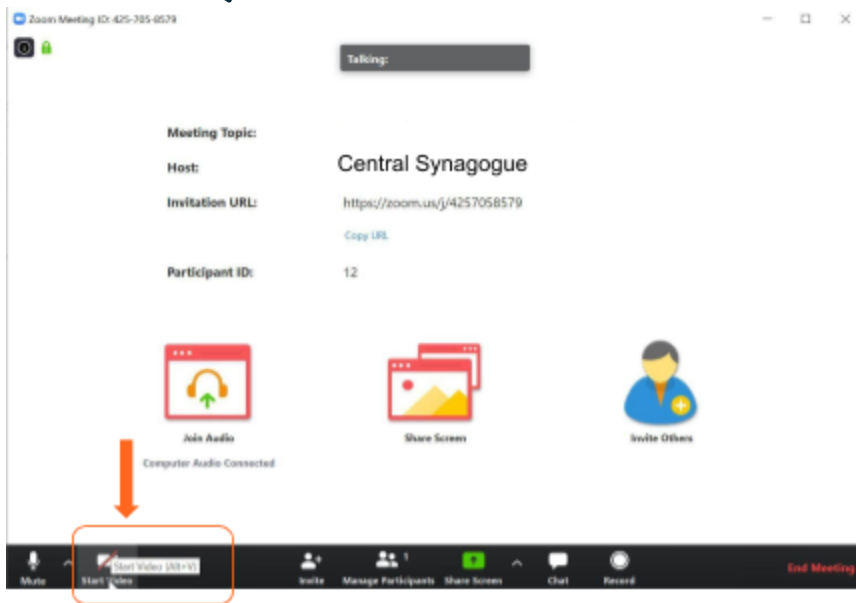 Zoom Meeting ID: 425-705-8579
Talking:
Meeting Topic:
Host: Central Synagogue
Invitation URL: https://zoom.us/j/4257058579
Copy URL
Participant ID: 12
Join Audio
Share Screen
Invite Others
Computer Audio Connected
1
Start Video (Alt+V)
Mute
Start Video
Invite
Manage Participants
Share Screen
Chat
Record
End Meeting